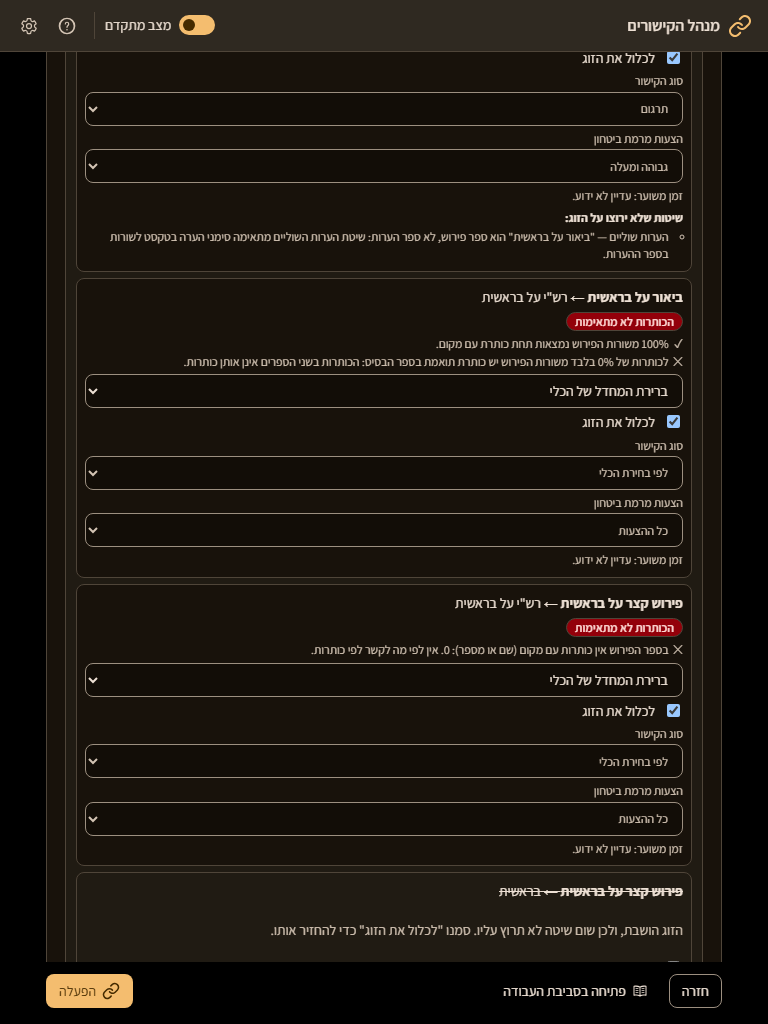 מנהל הקישורים
מצב מתקדם
לכלול את הזוג
סוג הקישור
תרגום
הצעות מרמת ביטחון
גבוהה ומעלה
זמן משוער: עדיין לא ידוע.
שיטות שלא ירוצו על הזוג:
הערות שוליים — "ביאור על בראשית" הוא ספר פירוש, לא ספר הערות: שיטת הערות השוליים מתאימה סימני הערה בטקסט לשורות
בספר ההערות.
ביאור על בראשית ← רש"י על בראשית
הכותרות לא מתאימות
✓ 100% משורות הפירוש נמצאות תחת כותרת עם מקום.
✕ לכותרות של 0% בלבד משורות הפירוש יש כותרת תואמת בספר הבסיס: הכותרות בשני הספרים אינן אותן כותרות.
ברירת המחדל של הכלי
לכלול את הזוג
סוג הקישור
לפי בחירת הכלי
הצעות מרמת ביטחון
כל ההצעות
זמן משוער: עדיין לא ידוע.
פירוש קצר על בראשית ← רש"י על בראשית
הכותרות לא מתאימות
✕ בספר הפירוש אין כותרות עם מקום (שם או מספר): 0. אין לפי מה לקשר לפי כותרות.
ברירת המחדל של הכלי
לכלול את הזוג
סוג הקישור
לפי בחירת הכלי
הצעות מרמת ביטחון
כל ההצעות
זמן משוער: עדיין לא ידוע.
פירוש קצר על בראשית ← בראשית
הזוג הושבת, ולכן שום שיטה לא תרוץ עליו. סמנו "לכלול את הזוג" כדי להחזיר אותו.
חזרה
פתיחה בסביבת העבודה
הפעלה